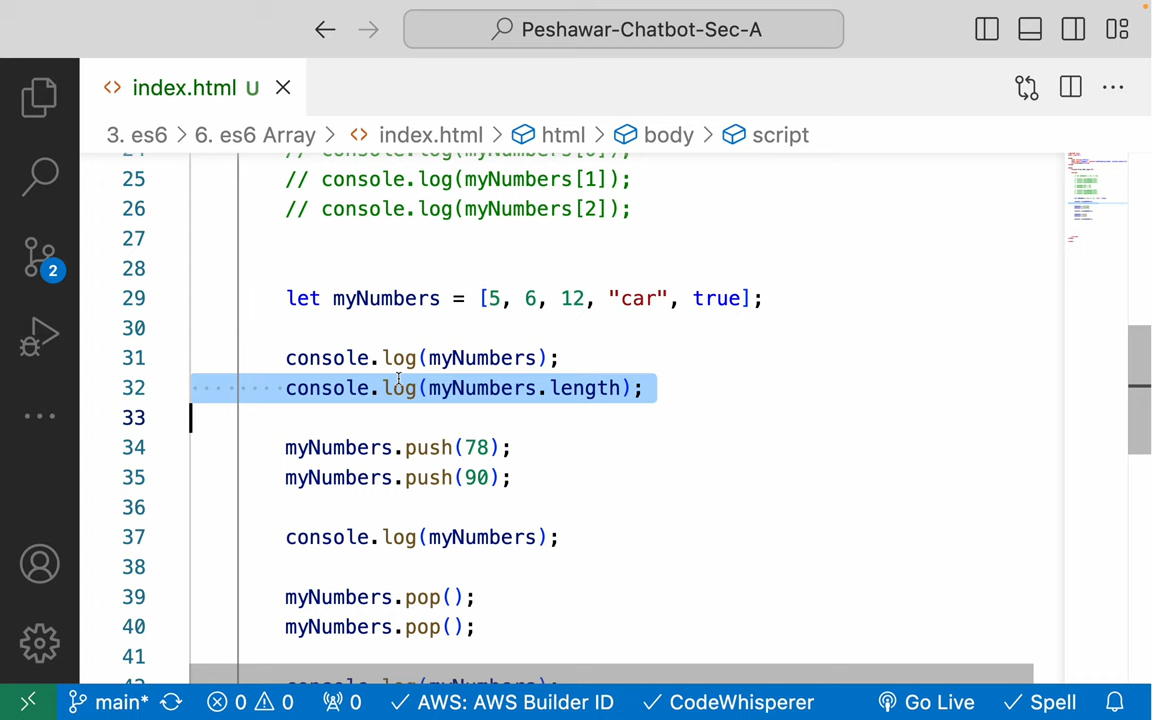 Peshawar-Chatbot-Sec-A
<> index.html U
3. es6 > 6. es6 Array > <> index.html > html > body > script
// console.log(myNumbers[0]);
25 // console.log(myNumbers[1]);
26 // console.log(myNumbers[2]);
27
28
29 let myNumbers = [5, 6, 12, "car", true];
30
31 console.log(myNumbers);
32 console.log(myNumbers.length);
33
34 myNumbers.push(78);
35 myNumbers.push(90);
36
37 console.log(myNumbers);
38
39 myNumbers.pop();
40 myNumbers.pop();
41
2
main* 0 0 0 AWS: AWS Builder ID CodeWhisperer Go Live Spell